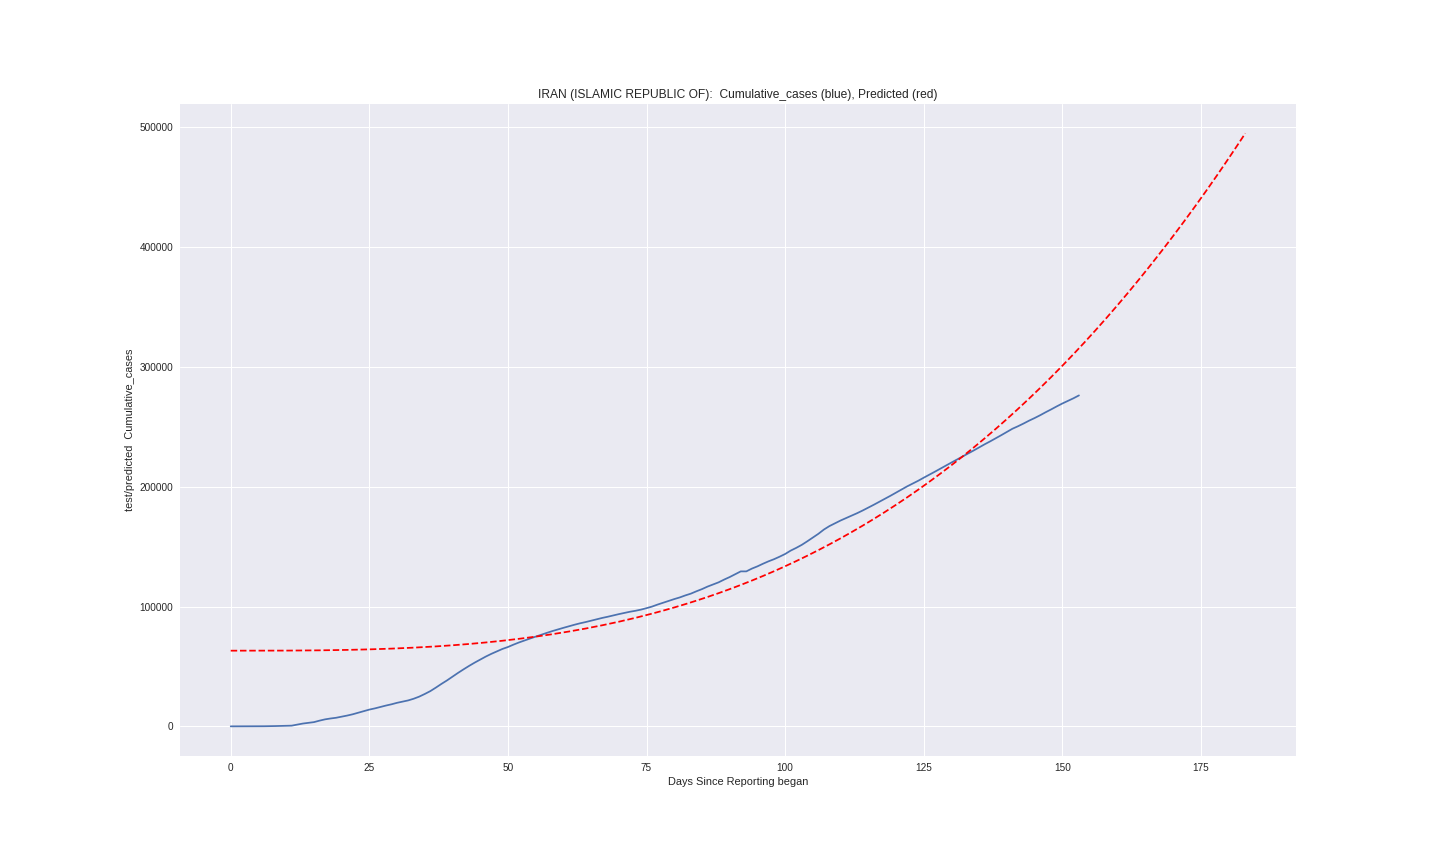 IRAN (ISLAMIC REPUBLIC OF):  Cumulative_cases (blue), Predicted (red)
500000
400000
300000
200000
100000
0
test/predicted  Cumulative_cases
0 25 50 75 100 125 150 175
Days Since Reporting began